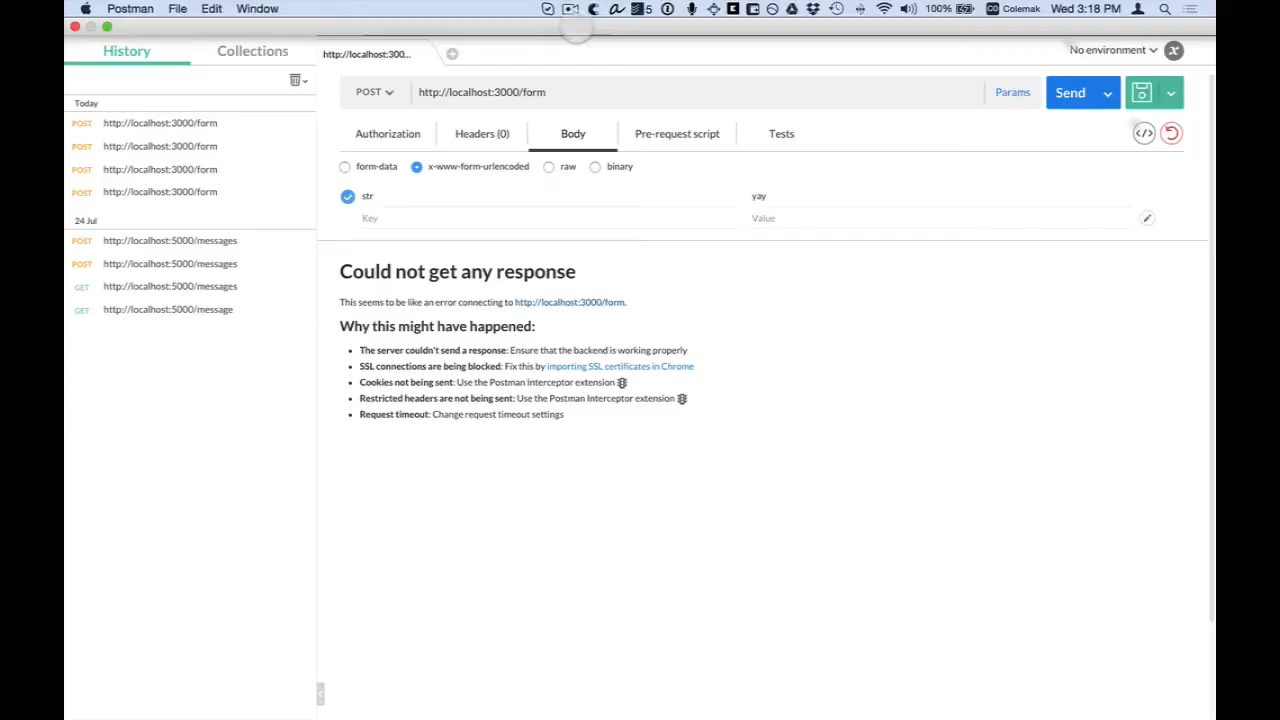 Postman File Edit Window 5 100% CO Colemak Wed 3:18 PM
History Collections
http://localhost:300...
No environment
Today
POST http://localhost:3000/form
POST http://localhost:3000/form
POST http://localhost:3000/form
POST http://localhost:3000/form
24 Jul
POST http://localhost:5000/messages
POST http://localhost:5000/messages
GET http://localhost:5000/messages
GET http://localhost:5000/message
POST http://localhost:3000/form Params Send
Authorization Headers (0) Body Pre-request script Tests
form-data x-www-form-urlencoded raw binary
str yay
Key Value
Could not get any response
This seems to be like an error connecting to http://localhost:3000/form.
Why this might have happened:
The server couldn't send a response: Ensure that the backend is working properly
SSL connections are being blocked: Fix this by importing SSL certificates in Chrome
Cookies not being sent: Use the Postman Interceptor extension
Restricted headers are not being sent: Use the Postman Interceptor extension
Request timeout: Change request timeout settings